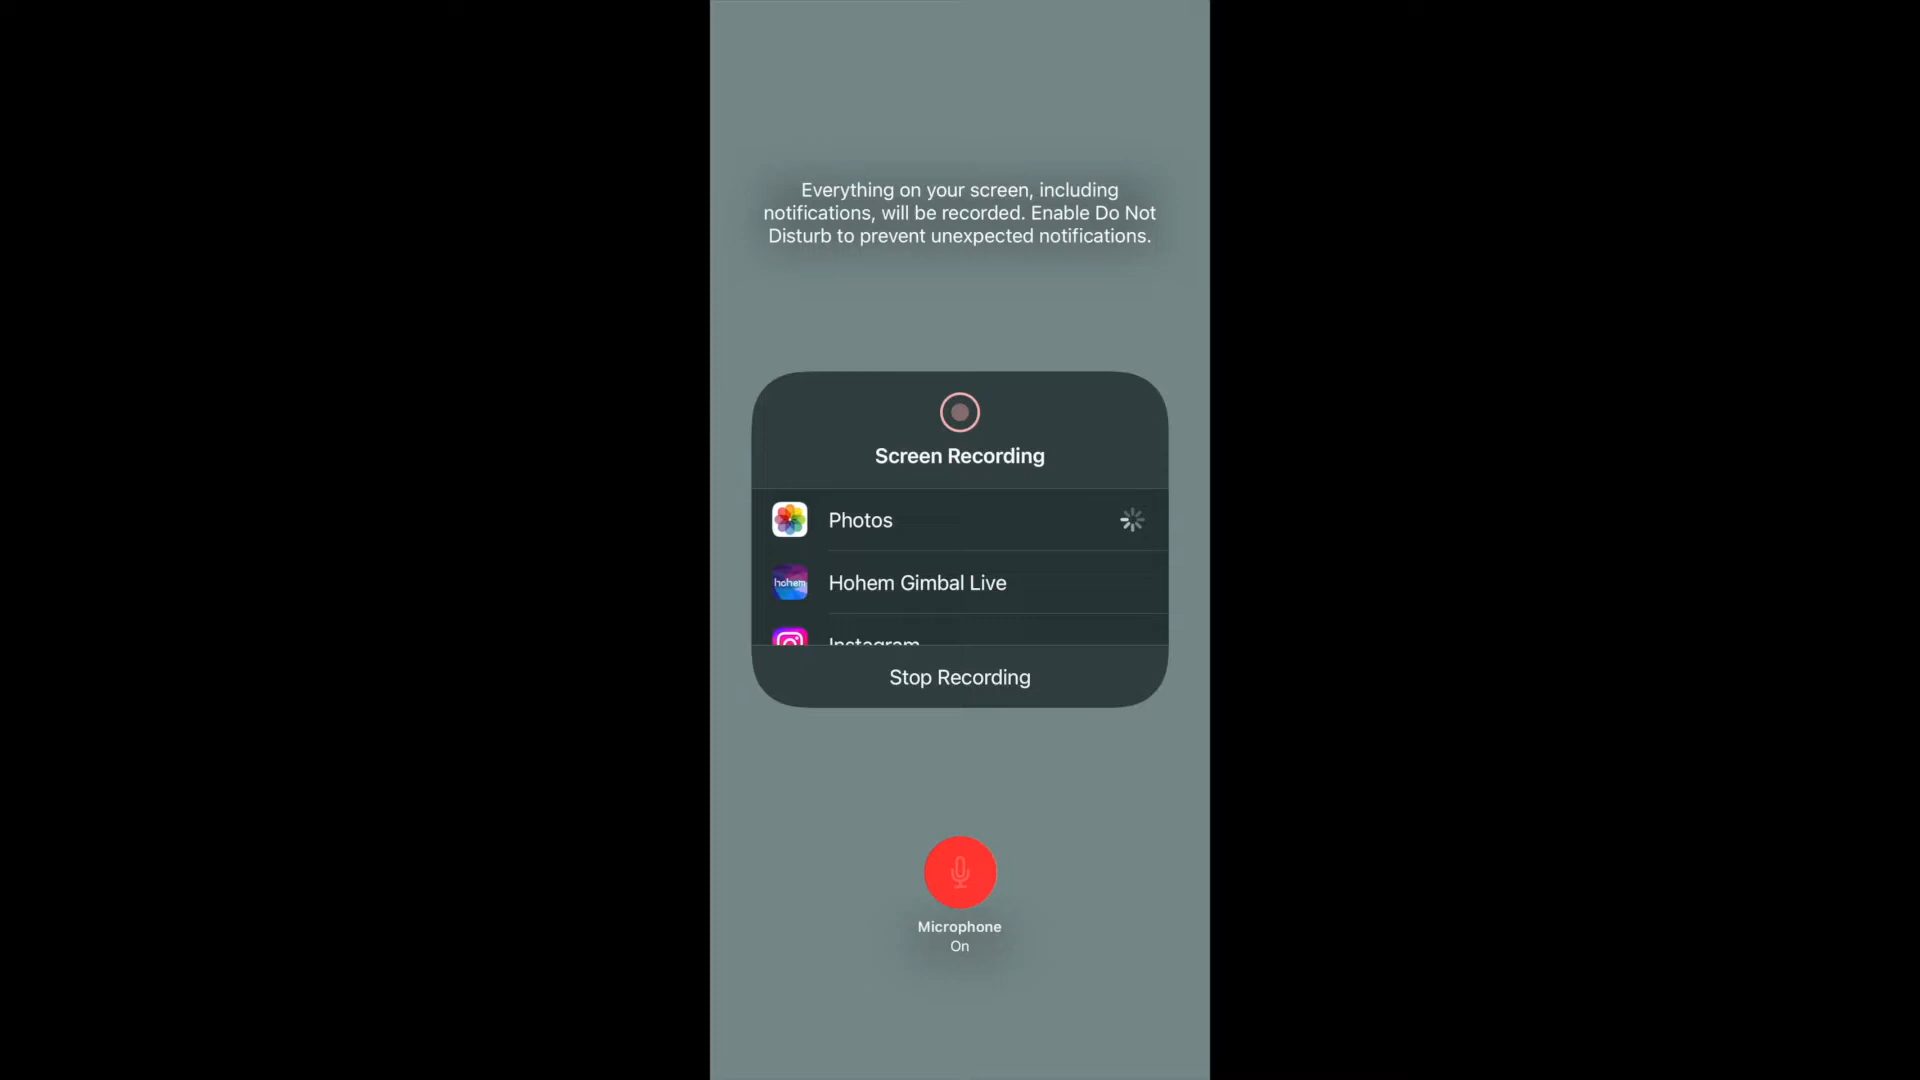 Everything on your screen, including
notifications, will be recorded. Enable Do Not
Disturb to prevent unexpected notifications.
Screen Recording
Photos
hohem
Hohem Gimbal Live
Instagram
Stop Recording
Microphone
On